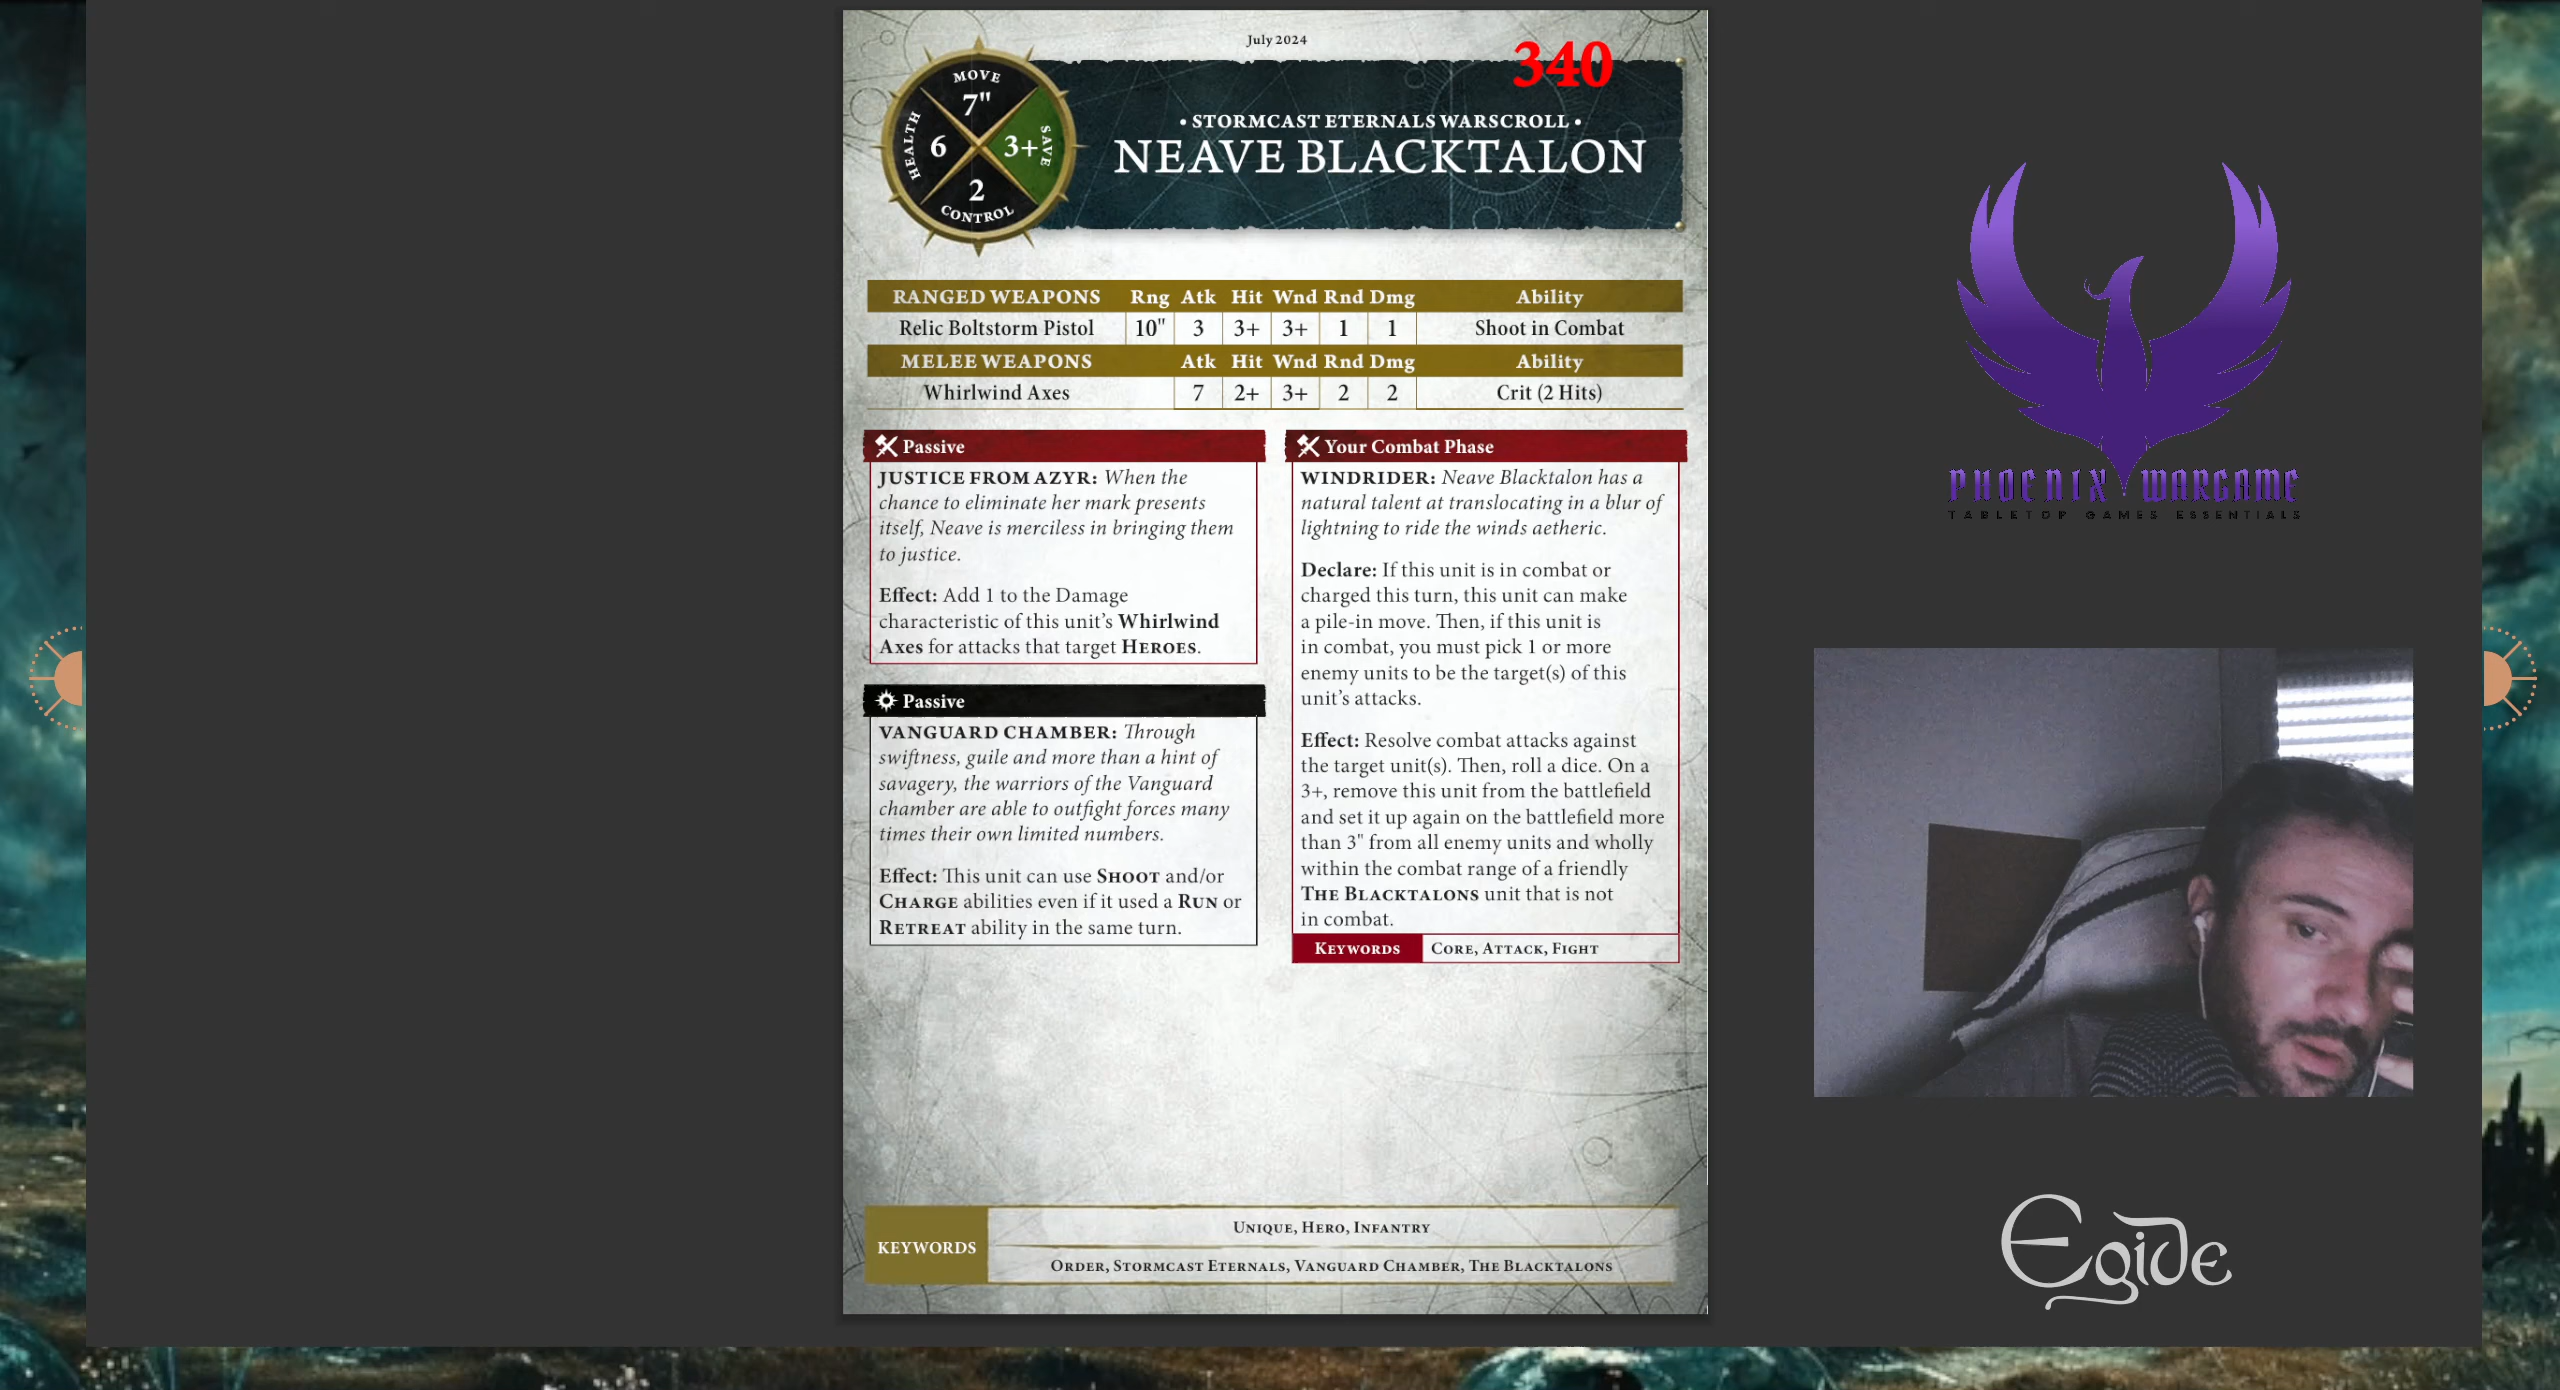 July 2024
340
MOVE
7"
HEALTH
6
3+
SAVE
2
CONTROL
• STORMCAST ETERNALS WARSCROLL •
NEAVE BLACKTALON
RANGED WEAPONS Rng Atk Hit Wnd Rnd Dmg Ability
Relic Boltstorm Pistol 10" 3 3+ 3+ 1 1 Shoot in Combat
MELEE WEAPONS Atk Hit Wnd Rnd Dmg Ability
Whirlwind Axes 7 2+ 3+ 2 2 Crit (2 Hits)
Passive
JUSTICE FROM AZYR: When the
chance to eliminate her mark presents
itself, Neave is merciless in bringing them
to justice.
Effect: Add 1 to the Damage
characteristic of this unit's Whirlwind
Axes for attacks that target HEROES.
Passive
VANGUARD CHAMBER: Through
swiftness, guile and more than a hint of
savagery, the warriors of the Vanguard
chamber are able to outfight forces many
times their own limited numbers.
Effect: This unit can use SHOOT and/or
CHARGE abilities even if it used a RUN or
RETREAT ability in the same turn.
Your Combat Phase
WINDRIDER: Neave Blacktalon has a
natural talent at translocating in a blur of
lightning to ride the winds aetheric.
Declare: If this unit is in combat or
charged this turn, this unit can make
a pile-in move. Then, if this unit is
in combat, you must pick 1 or more
enemy units to be the target(s) of this
unit's attacks.
Effect: Resolve combat attacks against
the target unit(s). Then, roll a dice. On a
3+, remove this unit from the battlefield
and set it up again on the battlefield more
than 3" from all enemy units and wholly
within the combat range of a friendly
THE BLACKTALONS unit that is not
in combat.
KEYWORDS CORE, ATTACK, FIGHT
KEYWORDS
UNIQUE, HERO, INFANTRY
ORDER, STORMCAST ETERNALS, VANGUARD CHAMBER, THE BLACKTALONS
PHOENIX WARGAME
TABLETOP GAMES ESSENTIALS
Egide